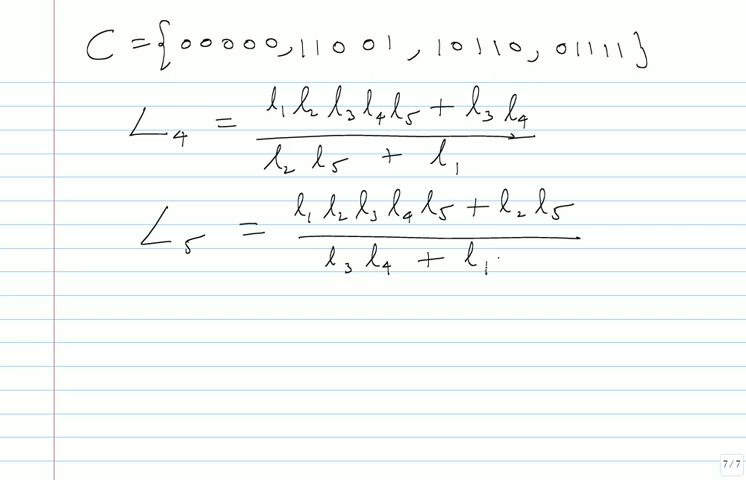 C = {00000, 11001, 10110, 01111}
L₄ = (l₁ l₂ l₃ l₄ l₅ + l₃ l₄) / (l₂ l₅ + l₁)
L₅ = (l₁ l₂ l₃ l₄ l₅ + l₂ l₅) / (l₃ l₄ + l₁)
7/7